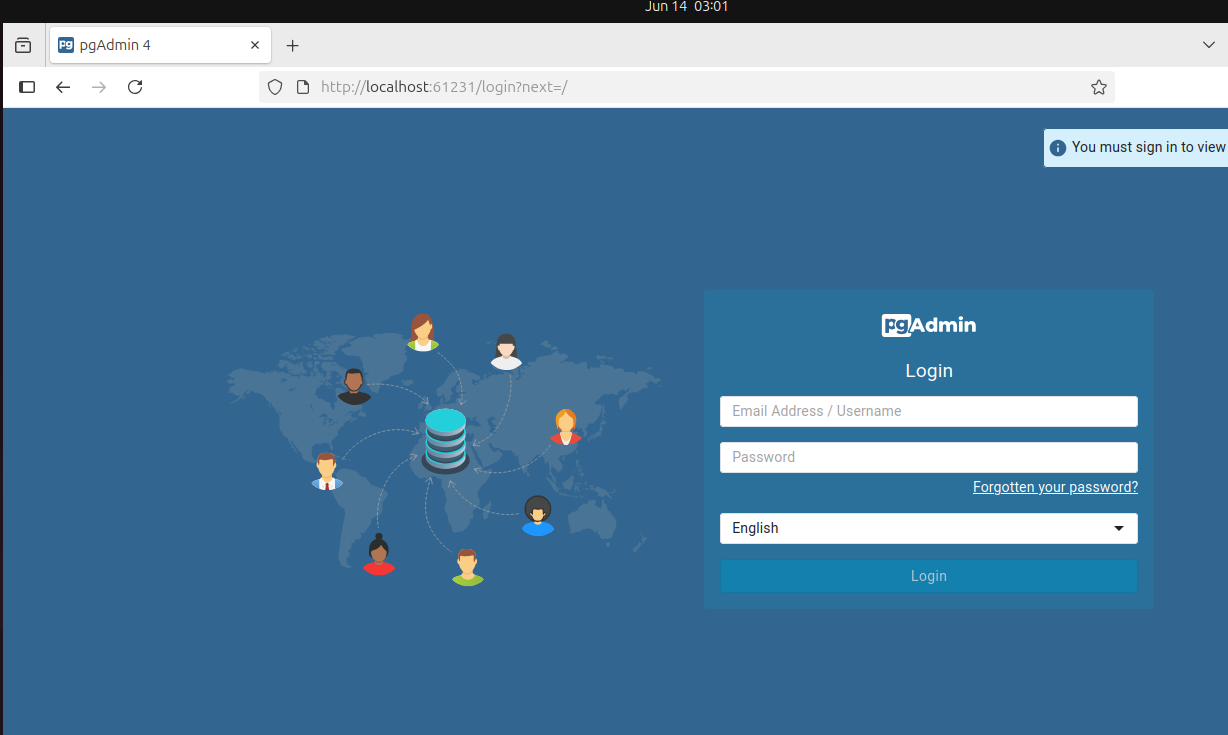 Jun 14 03:01
pg pgAdmin 4
http://localhost:61231/login?next=/
You must sign in to view
pgAdmin
Login
Email Address / Username
Password
Forgotten your password?
English
Login